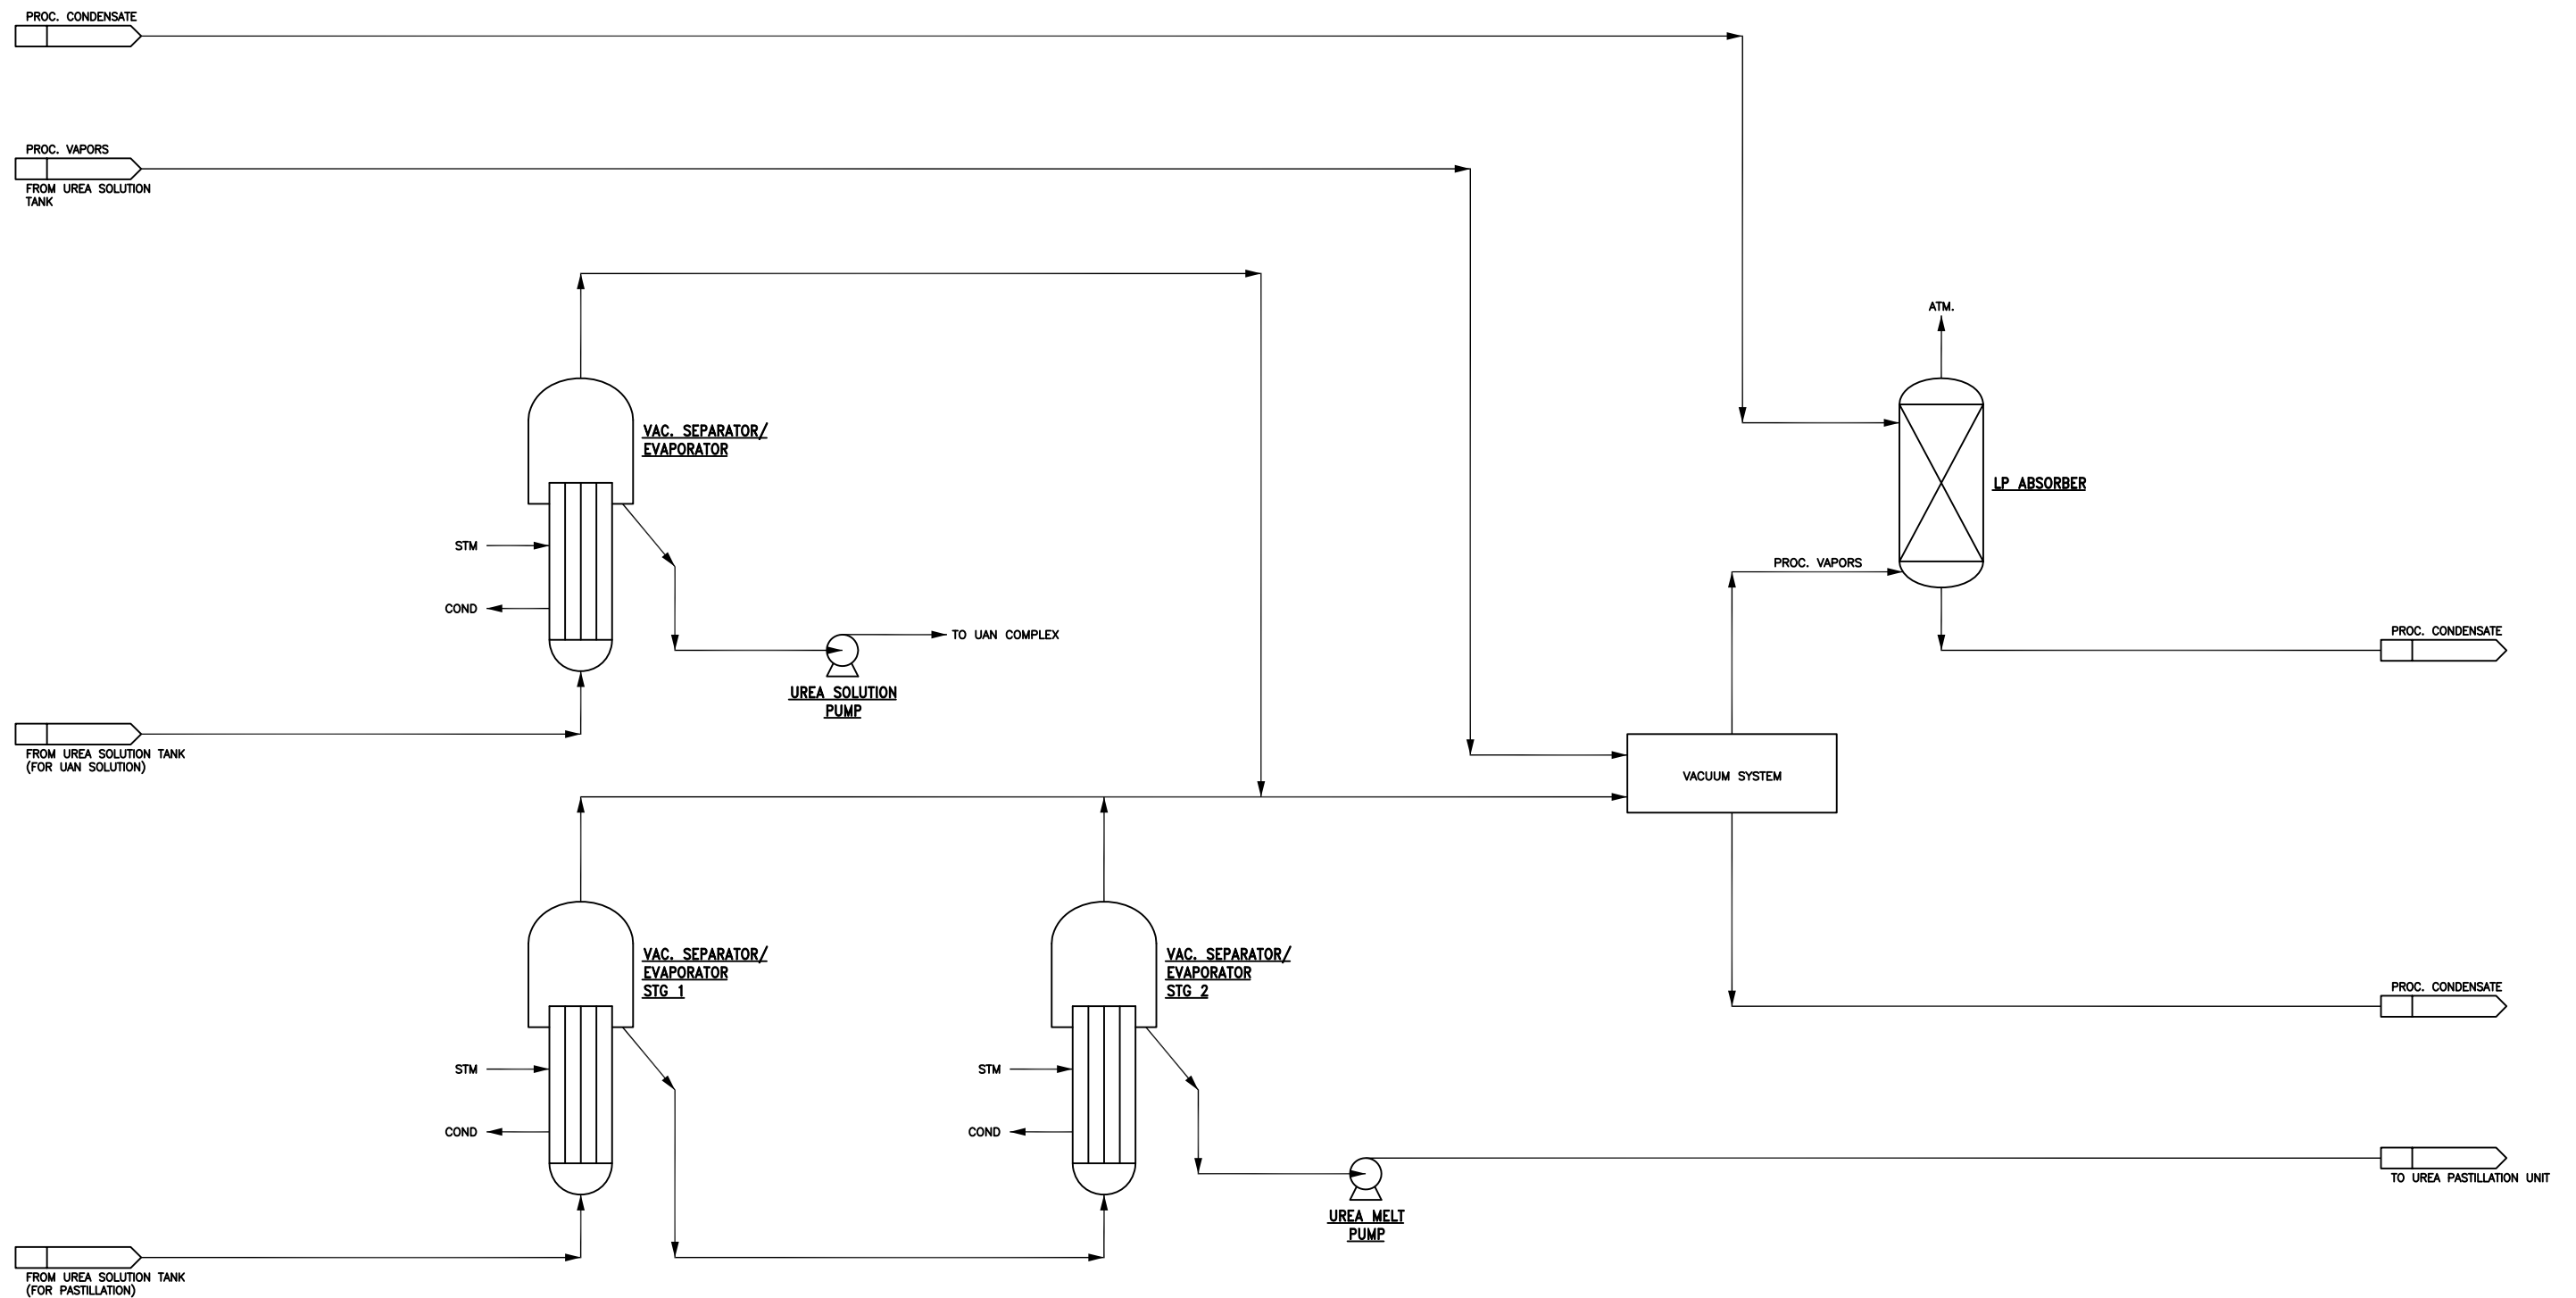 PROC. CONDENSATE
PROC. VAPORS
FROM UREA SOLUTION
TANK
ATM.
VAC. SEPARATOR/
EVAPORATOR
LP ABSORBER
STM
PROC. VAPORS
COND
TO UAN COMPLEX
PROC. CONDENSATE
UREA SOLUTION
PUMP
FROM UREA SOLUTION TANK
(FOR UAN SOLUTION)
VACUUM SYSTEM
VAC. SEPARATOR/
EVAPORATOR
STG 1
VAC. SEPARATOR/
EVAPORATOR
STG 2
PROC. CONDENSATE
STM
STM
COND
COND
TO UREA PASTILLATION UNIT
UREA MELT
PUMP
FROM UREA SOLUTION TANK
(FOR PASTILLATION)